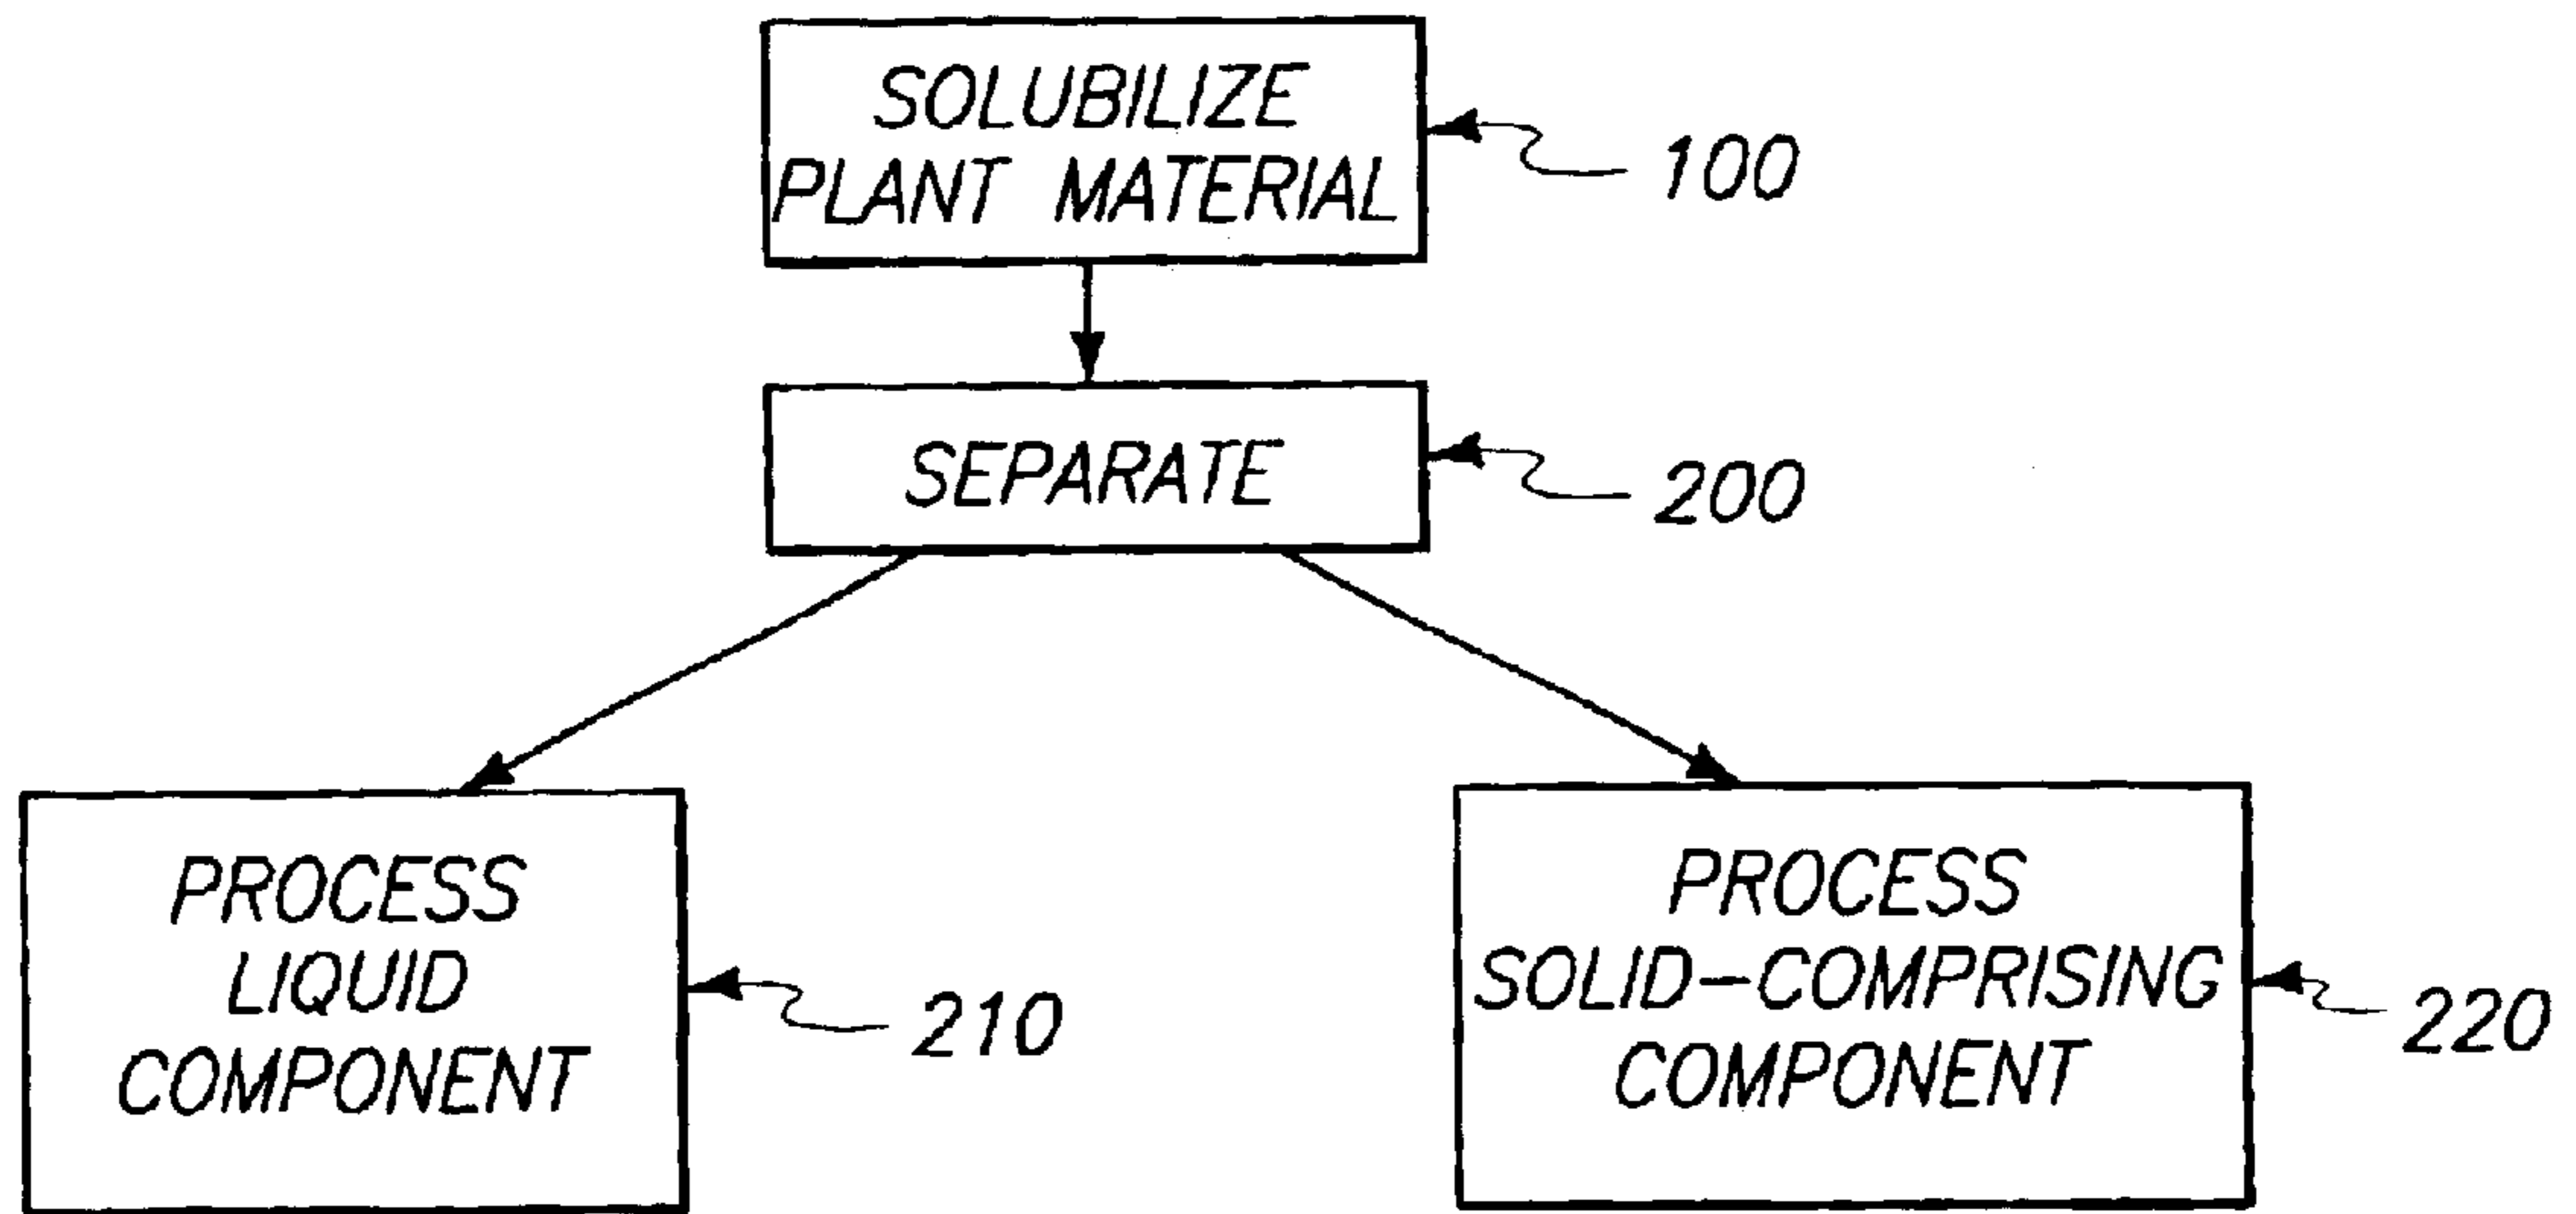 SOLUBILIZE
PLANT MATERIAL
100
SEPARATE
200
PROCESS
LIQUID
COMPONENT
210
PROCESS
SOLID-COMPRISING
COMPONENT
220